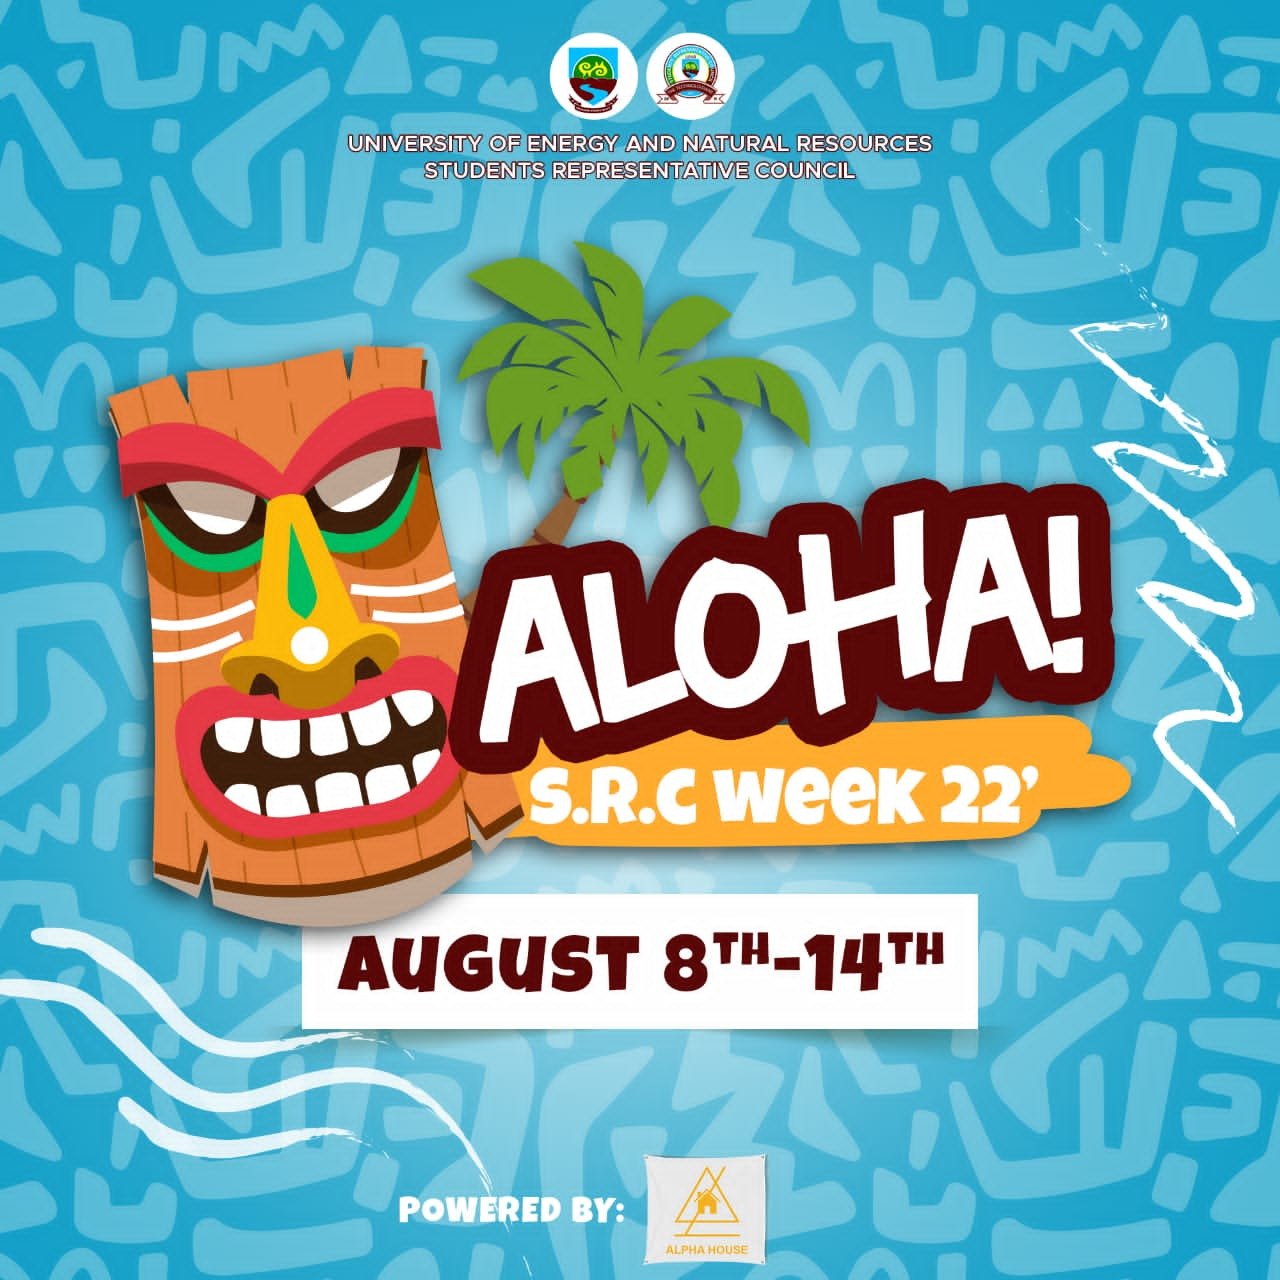 UNIVERSITY OF ENERGY AND NATURAL RESOURCES
STUDENTS REPRESENTATIVE COUNCIL
ALOHA!
S.R.C Week 22’
AUGUST 8TH-14TH
POWERED BY:
ALPHA HOUSE